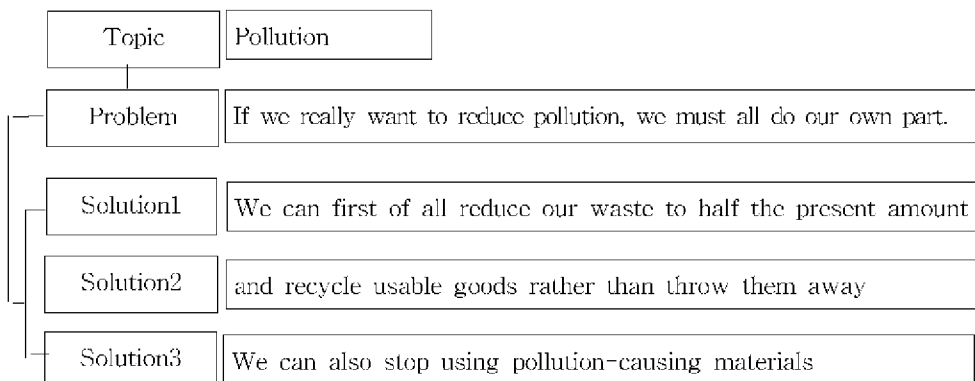 Topic Pollution
Problem If we really want to reduce pollution, we must all do our own part.
Solution1 We can first of all reduce our waste to half the present amount
Solution2 and recycle usable goods rather than throw them away
Solution3 We can also stop using pollution-causing materials